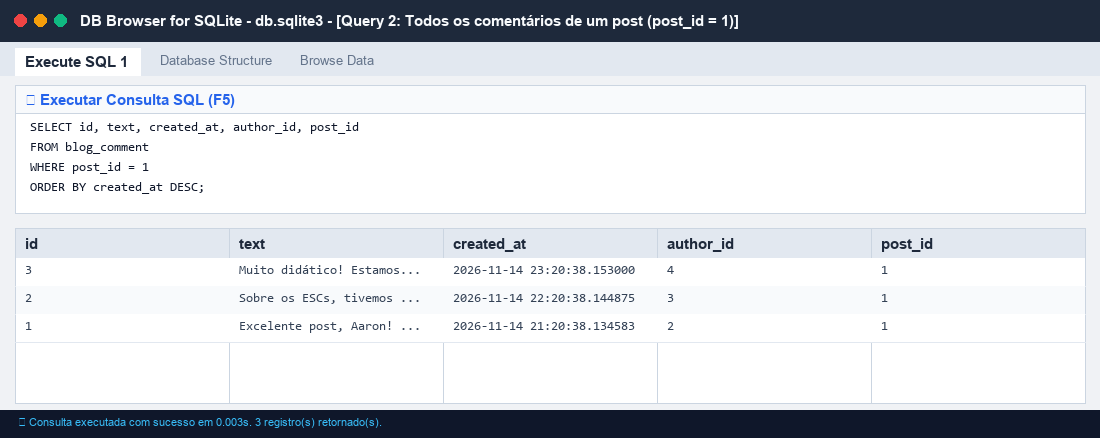 DB Browser for SQLite - db.sqlite3 - [Query 2: Todos os comentários de um post (post_id = 1)]
Execute SQL 1 Database Structure Browse Data
Executar Consulta SQL (F5)
SELECT id, text, created_at, author_id, post_id
FROM blog_comment
WHERE post_id = 1
ORDER BY created_at DESC;
id text created_at author_id post_id
3 Muito didático! Estamos... 2026-11-14 23:20:38.153000 4 1
2 Sobre os ESCs, tivemos ... 2026-11-14 22:20:38.144875 3 1
1 Excelente post, Aaron! ... 2026-11-14 21:20:38.134583 2 1
Consulta executada com sucesso em 0.003s. 3 registro(s) retornado(s).